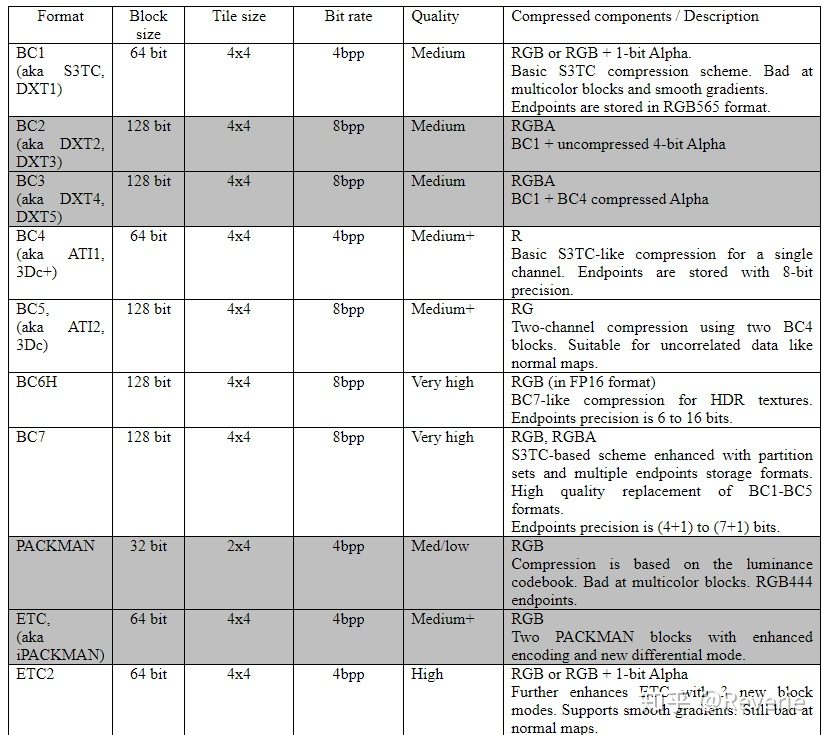 Format Block size Tile size Bit rate Quality Compressed components / Description
BC1 64 bit 4x4 4bpp Medium RGB or RGB + 1-bit Alpha.
(aka S3TC, Basic S3TC compression scheme. Bad at
DXT1) multicolor blocks and smooth gradients.
Endpoints are stored in RGB565 format.
BC2 128 bit 4x4 8bpp Medium RGBA
(aka DXT2, BC1 + uncompressed 4-bit Alpha
DXT3)
BC3 128 bit 4x4 8bpp Medium RGBA
(aka DXT4, BC1 + BC4 compressed Alpha
DXT5)
BC4 64 bit 4x4 4bpp Medium+ R
(aka ATI1, Basic S3TC-like compression for a single
3Dc+) channel. Endpoints are stored with 8-bit
precision.
BC5, 128 bit 4x4 8bpp Medium+ RG
(aka ATI2, Two-channel compression using two BC4
3Dc) blocks. Suitable for uncorrelated data like
normal maps.
BC6H 128 bit 4x4 8bpp Very high RGB (in FP16 format)
BC7-like compression for HDR textures.
Endpoints precision is 6 to 16 bits.
BC7 128 bit 4x4 8bpp Very high RGB, RGBA
S3TC-based scheme enhanced with partition
sets and multiple endpoints storage formats.
High quality replacement of BC1-BC5
formats.
Endpoints precision is (4+1) to (7+1) bits.
PACKMAN 32 bit 2x4 4bpp Med/low RGB
Compression is based on the luminance
codebook. Bad at multicolor blocks. RGB444
endpoints.
ETC, 64 bit 4x4 4bpp Medium+ RGB
(aka Two PACKMAN blocks with enhanced
iPACKMAN) encoding and new differential mode.
ETC2 64 bit 4x4 4bpp High RGB or RGB + 1-bit Alpha
Further enhances ETC with 3 new block
modes. Supports smooth gradients. Still bad at
normal maps.
知乎 @Reverie